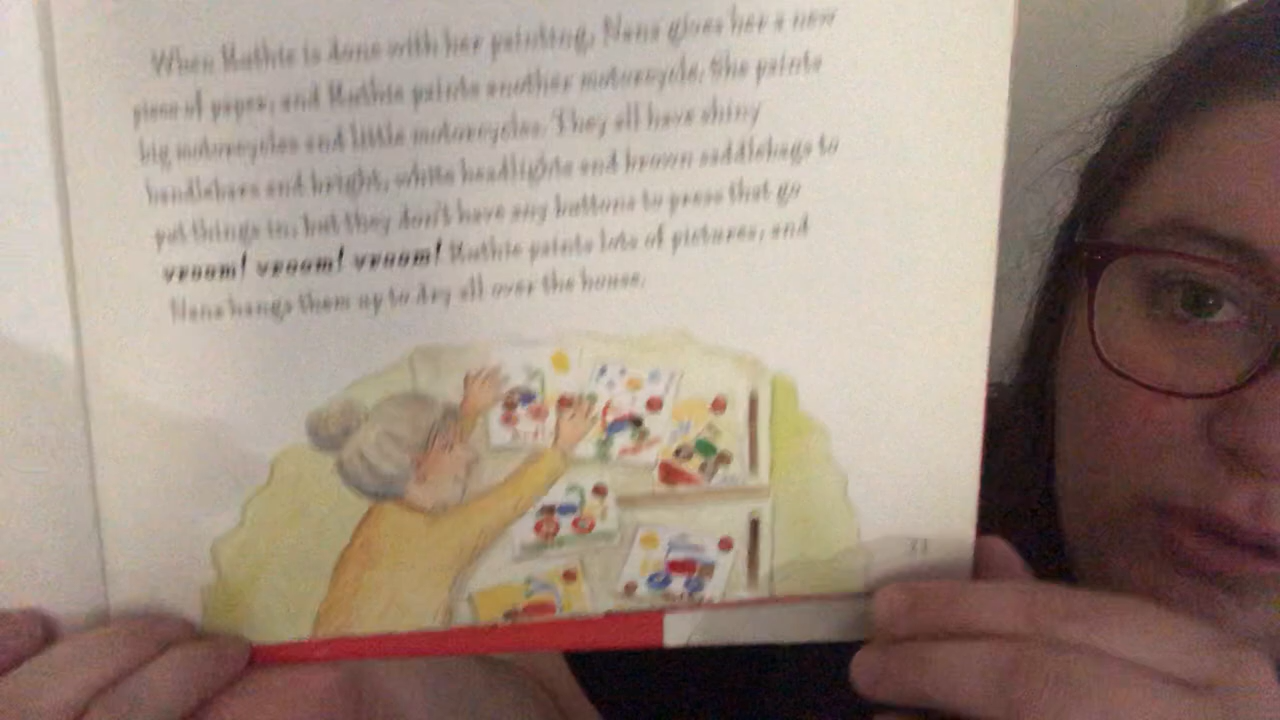 When Ruthie is done with her painting, Nana gives her a new
piece of paper, and Ruthie paints another motorcycle. She paints
big motorcycles and little motorcycles. They all have shiny
handlebars and bright, white headlights and brown saddlebags to
put things in, but they don't have any buttons to press that go
vroom! vroom! vroom! Ruthie paints lots of pictures, and
Nana hangs them up to dry all over the house.